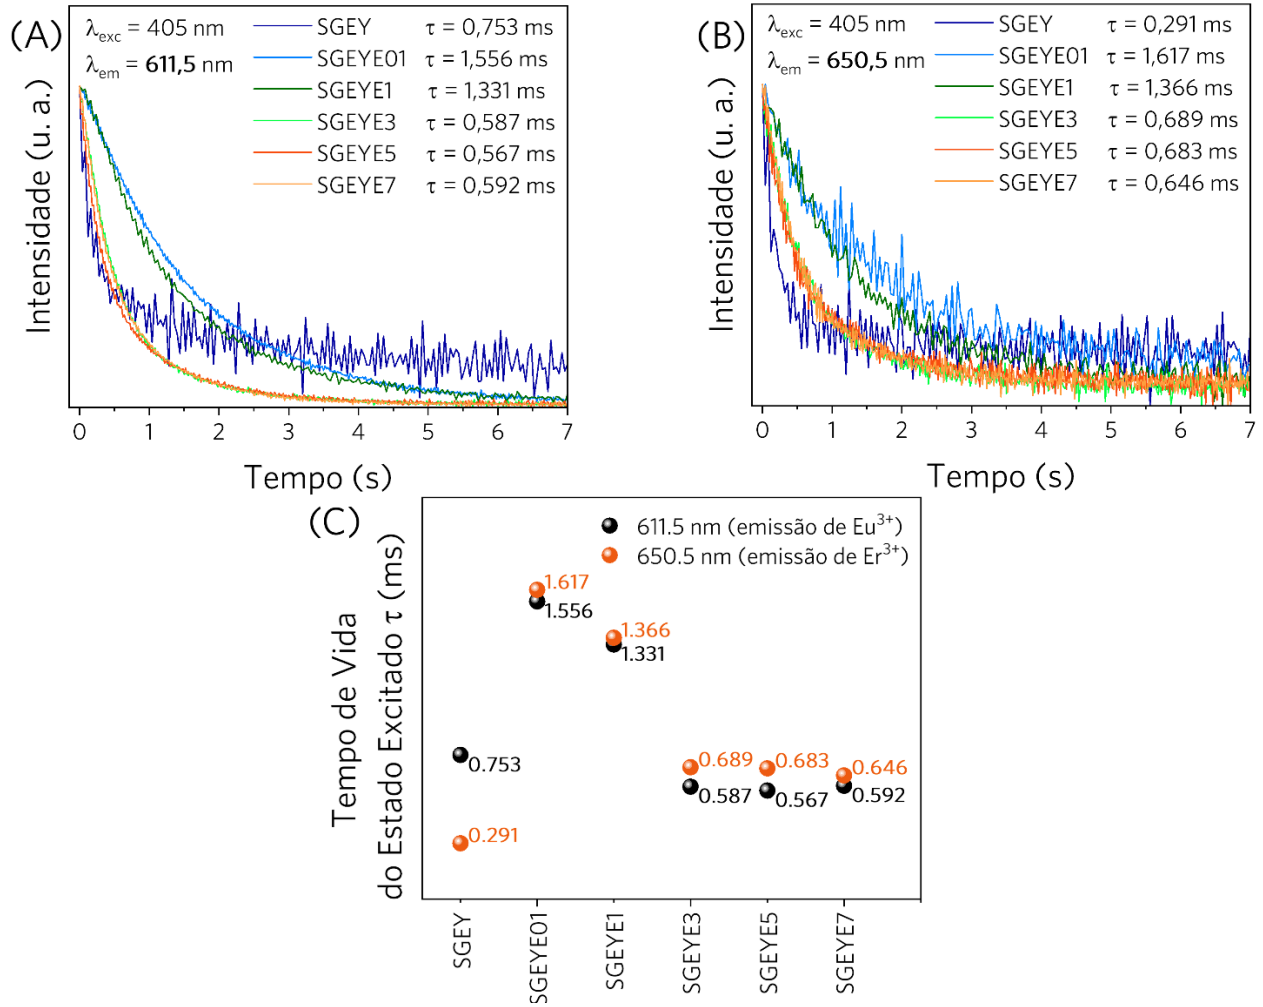 (A)
λexc = 405 nm
λem = 611,5 nm
SGEY τ = 0,753 ms
SGEYE01 τ = 1,556 ms
SGEYE1 τ = 1,331 ms
SGEYE3 τ = 0,587 ms
SGEYE5 τ = 0,567 ms
SGEYE7 τ = 0,592 ms
Intensidade (u. a.)
0 1 2 3 4 5 6 7
Tempo (s)
(B)
λexc = 405 nm
λem = 650,5 nm
SGEY τ = 0,291 ms
SGEYE01 τ = 1,617 ms
SGEYE1 τ = 1,366 ms
SGEYE3 τ = 0,689 ms
SGEYE5 τ = 0,683 ms
SGEYE7 τ = 0,646 ms
Intensidade (u. a.)
0 1 2 3 4 5 6 7
Tempo (s)
(C)
611.5 nm (emissão de Eu³⁺)
650.5 nm (emissão de Er³⁺)
Tempo de Vida
do Estado Excitado τ (ms)
1.617
1.556
1.366
1.331
0.753
0.291
0.689
0.587
0.683
0.567
0.646
0.592
SGEY
SGEYE01
SGEYE1
SGEYE3
SGEYE5
SGEYE7